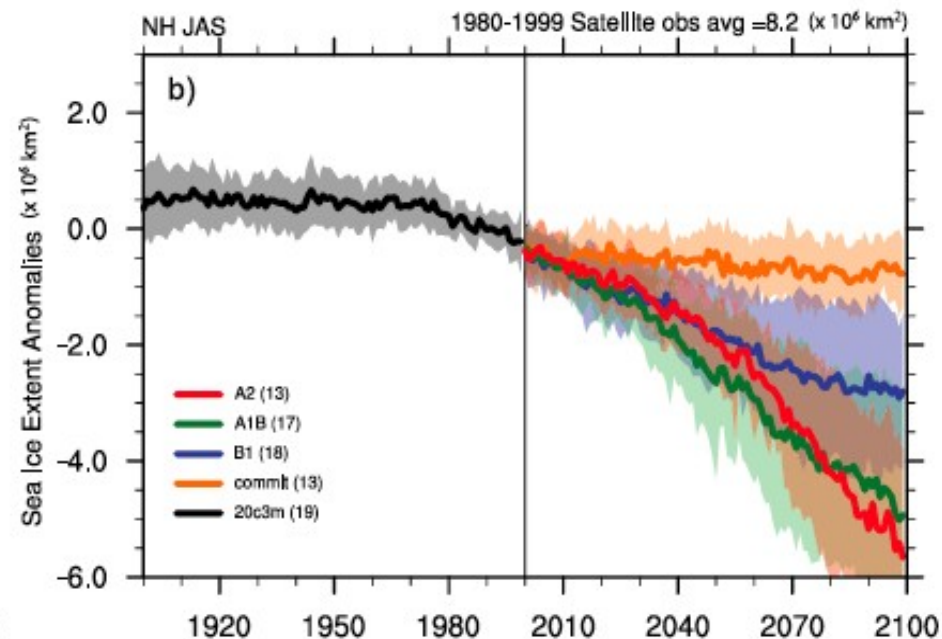 NH JAS 1980-1999 Satellite obs avg =8.2 (x 10⁶ km²)
b)
Sea Ice Extent Anomalies (x 10⁶ km²)
2.0
0.0
-2.0
-4.0
-6.0
A2 (13)
A1B (17)
B1 (18)
commit (13)
20c3m (19)
1920 1950 1980 2010 2040 2070 2100